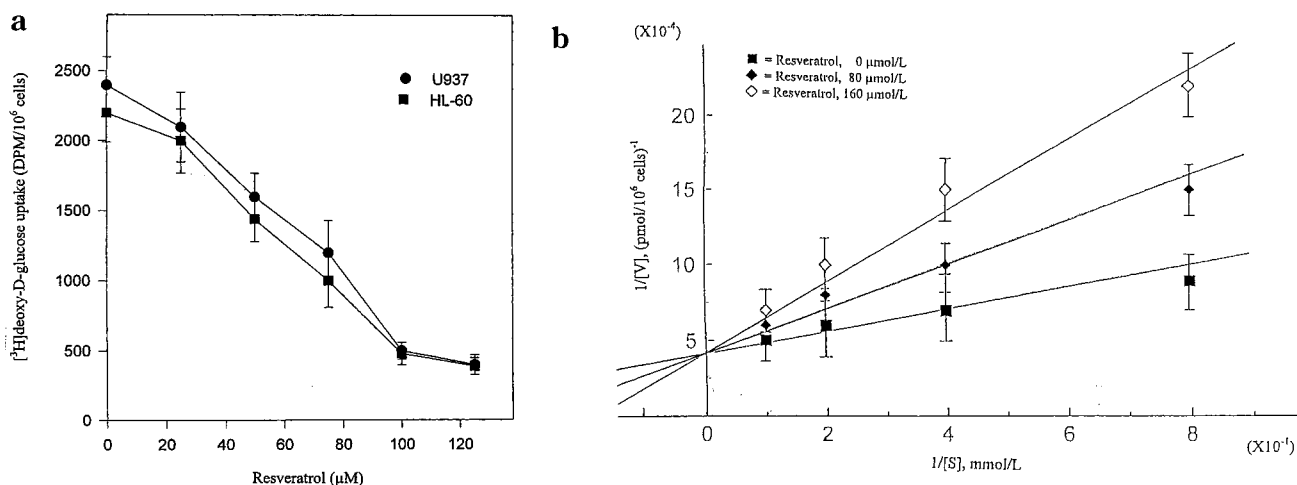 a
[³H]deoxy-D-glucose uptake (DPM/10⁶ cells)
2500
2000
1500
1000
500
0
U937
HL-60
0 20 40 60 80 100 120
Resveratrol (µM)
b
(X10⁻⁴)
= Resveratrol, 0 µmol/L
= Resveratrol, 80 µmol/L
= Resveratrol, 160 µmol/L
1/[V], (pmol/10⁶ cells)⁻¹
20
15
10
5
0 2 4 6 8
(X10⁻¹)
1/[S], mmol/L